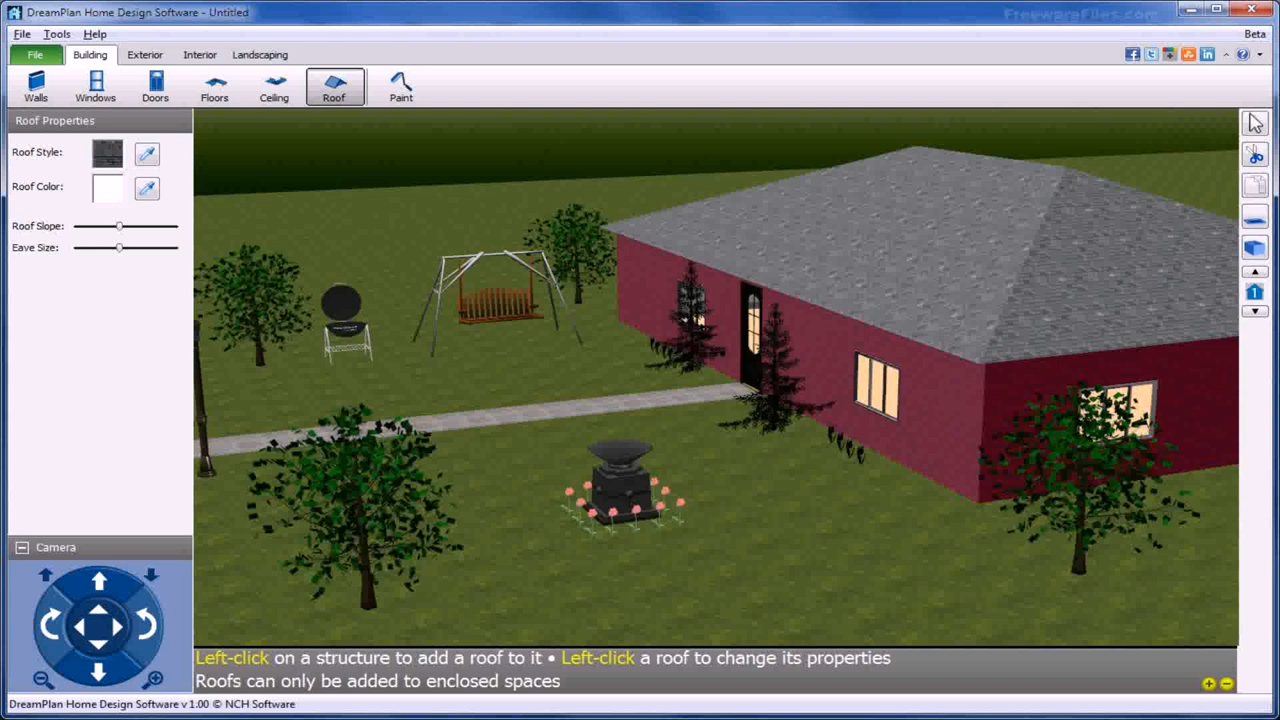 DreamPlan Home Design Software - Untitled
FreewareFiles.com
File Tools Help
Beta
File Building Exterior Interior Landscaping
Walls Windows Doors Floors Ceiling Roof Paint
Roof Properties
Roof Style:
Roof Color:
Roof Slope:
Eave Size:
1
Camera
Left-click on a structure to add a roof to it • Left-click a roof to change its properties
Roofs can only be added to enclosed spaces
DreamPlan Home Design Software v 1.00 © NCH Software